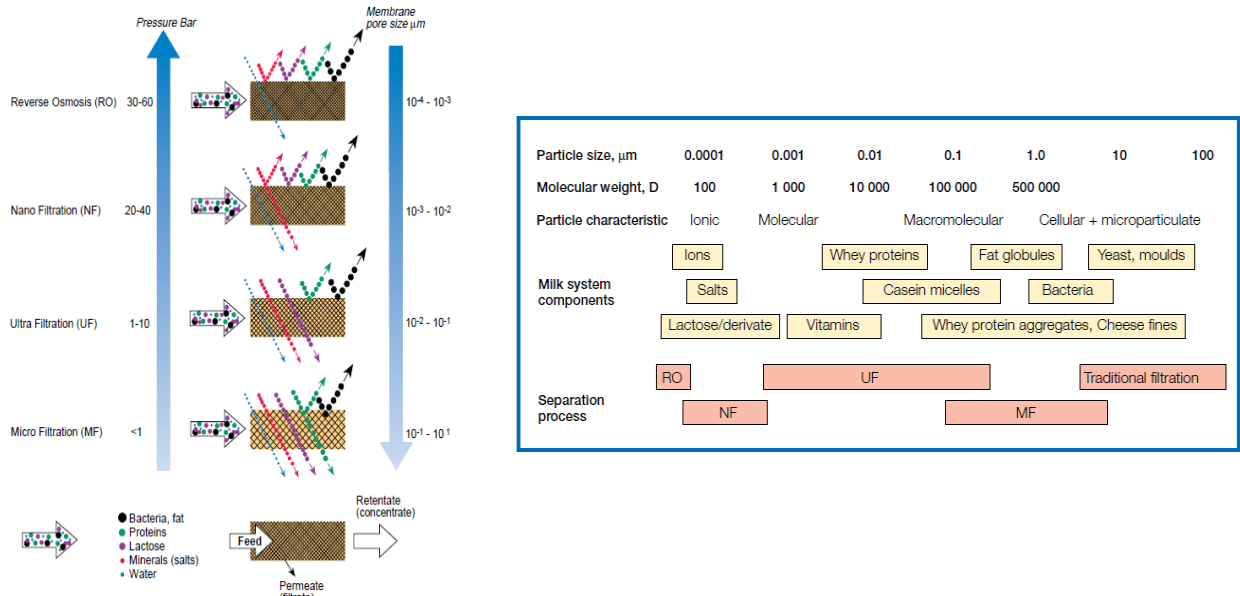 Pressure Bar
Membrane
pore size μm
Reverse Osmosis (RO) 30-60
10-4 - 10-3
Nano Filtration (NF) 20-40
10-3 - 10-2
Ultra Filtration (UF) 1-10
10-2 - 10-1
Micro Filtration (MF) <1
10-1 - 101
Bacteria, fat
Proteins
Lactose
Minerals (salts)
Water
Feed
Retentate
(concentrate)
Permeate
(filtrate)
Particle size, μm 0.0001 0.001 0.01 0.1 1.0 10 100
Molecular weight, D 100 1 000 10 000 100 000 500 000
Particle characteristic Ionic Molecular Macromolecular Cellular + microparticulate
Ions Whey proteins Fat globules Yeast, moulds
Milk system
components
Salts Casein micelles Bacteria
Lactose/derivate Vitamins Whey protein aggregates, Cheese fines
RO UF Traditional filtration
Separation
process
NF MF